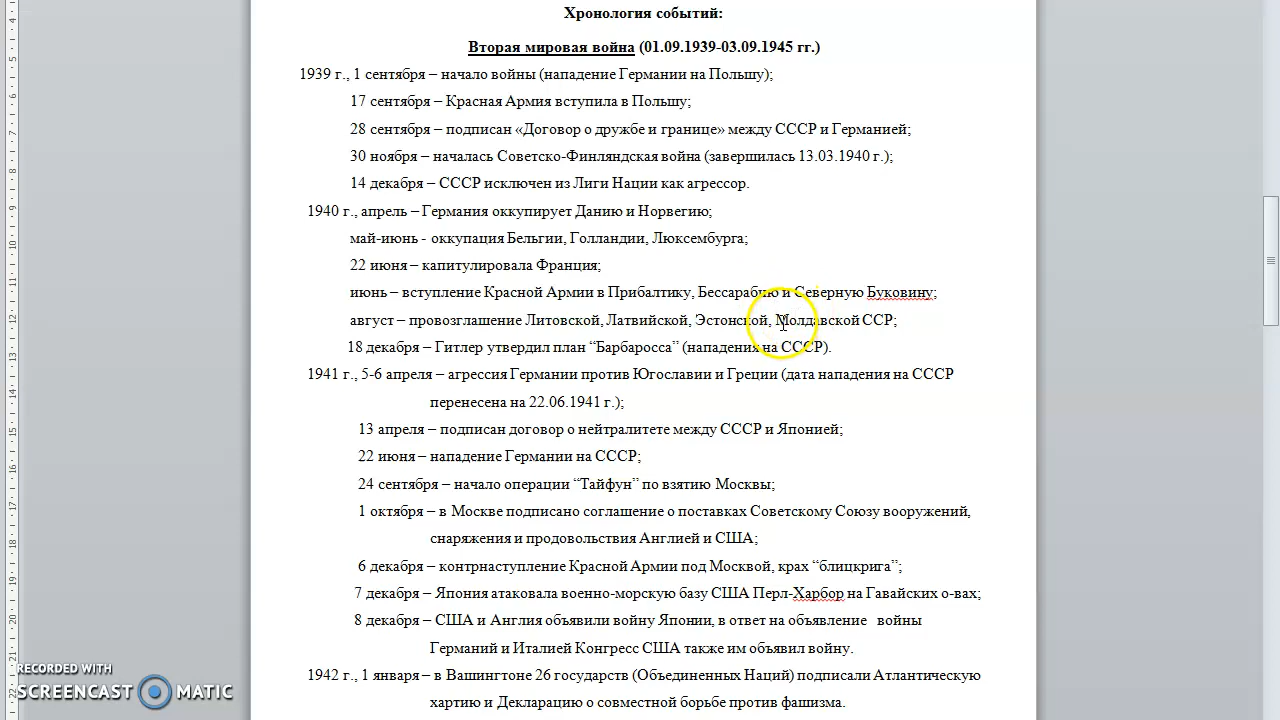 Хронология событий:
Вторая мировая война (01.09.1939-03.09.1945 гг.)
1939 г., 1 сентября – начало войны (нападение Германии на Польшу);
17 сентября – Красная Армия вступила в Польшу;
28 сентября – подписан «Договор о дружбе и границе» между СССР и Германией;
30 ноября – началась Советско-Финляндская война (завершилась 13.03.1940 г.);
14 декабря – СССР исключен из Лиги Нации как агрессор.
1940 г., апрель – Германия оккупирует Данию и Норвегию;
май-июнь - оккупация Бельгии, Голландии, Люксембурга;
22 июня – капитулировала Франция;
июнь – вступление Красной Армии в Прибалтику, Бессарабию и Северную Буковину;
август – провозглашение Литовской, Латвийской, Эстонской, Молдавской ССР;
18 декабря – Гитлер утвердил план “Барбаросса” (нападения на СССР).
1941 г., 5-6 апреля – агрессия Германии против Югославии и Греции (дата нападения на СССР
перенесена на 22.06.1941 г.);
13 апреля – подписан договор о нейтралитете между СССР и Японией;
22 июня – нападение Германии на СССР;
24 сентября – начало операции “Тайфун” по взятию Москвы;
1 октября – в Москве подписано соглашение о поставках Советскому Союзу вооружений,
снаряжения и продовольствия Англией и США;
6 декабря – контрнаступление Красной Армии под Москвой, крах “блицкрига”;
7 декабря – Япония атаковала военно-морскую базу США Перл-Харбор на Гавайских о-вах;
8 декабря – США и Англия объявили войну Японии, в ответ на объявление войны
Германий и Италией Конгресс США также им объявил войну.
1942 г., 1 января – в Вашингтоне 26 государств (Объединенных Наций) подписали Атлантическую
хартию и Декларацию о совместной борьбе против фашизма.
RECORDED WITH
SCREENCAST MATIC